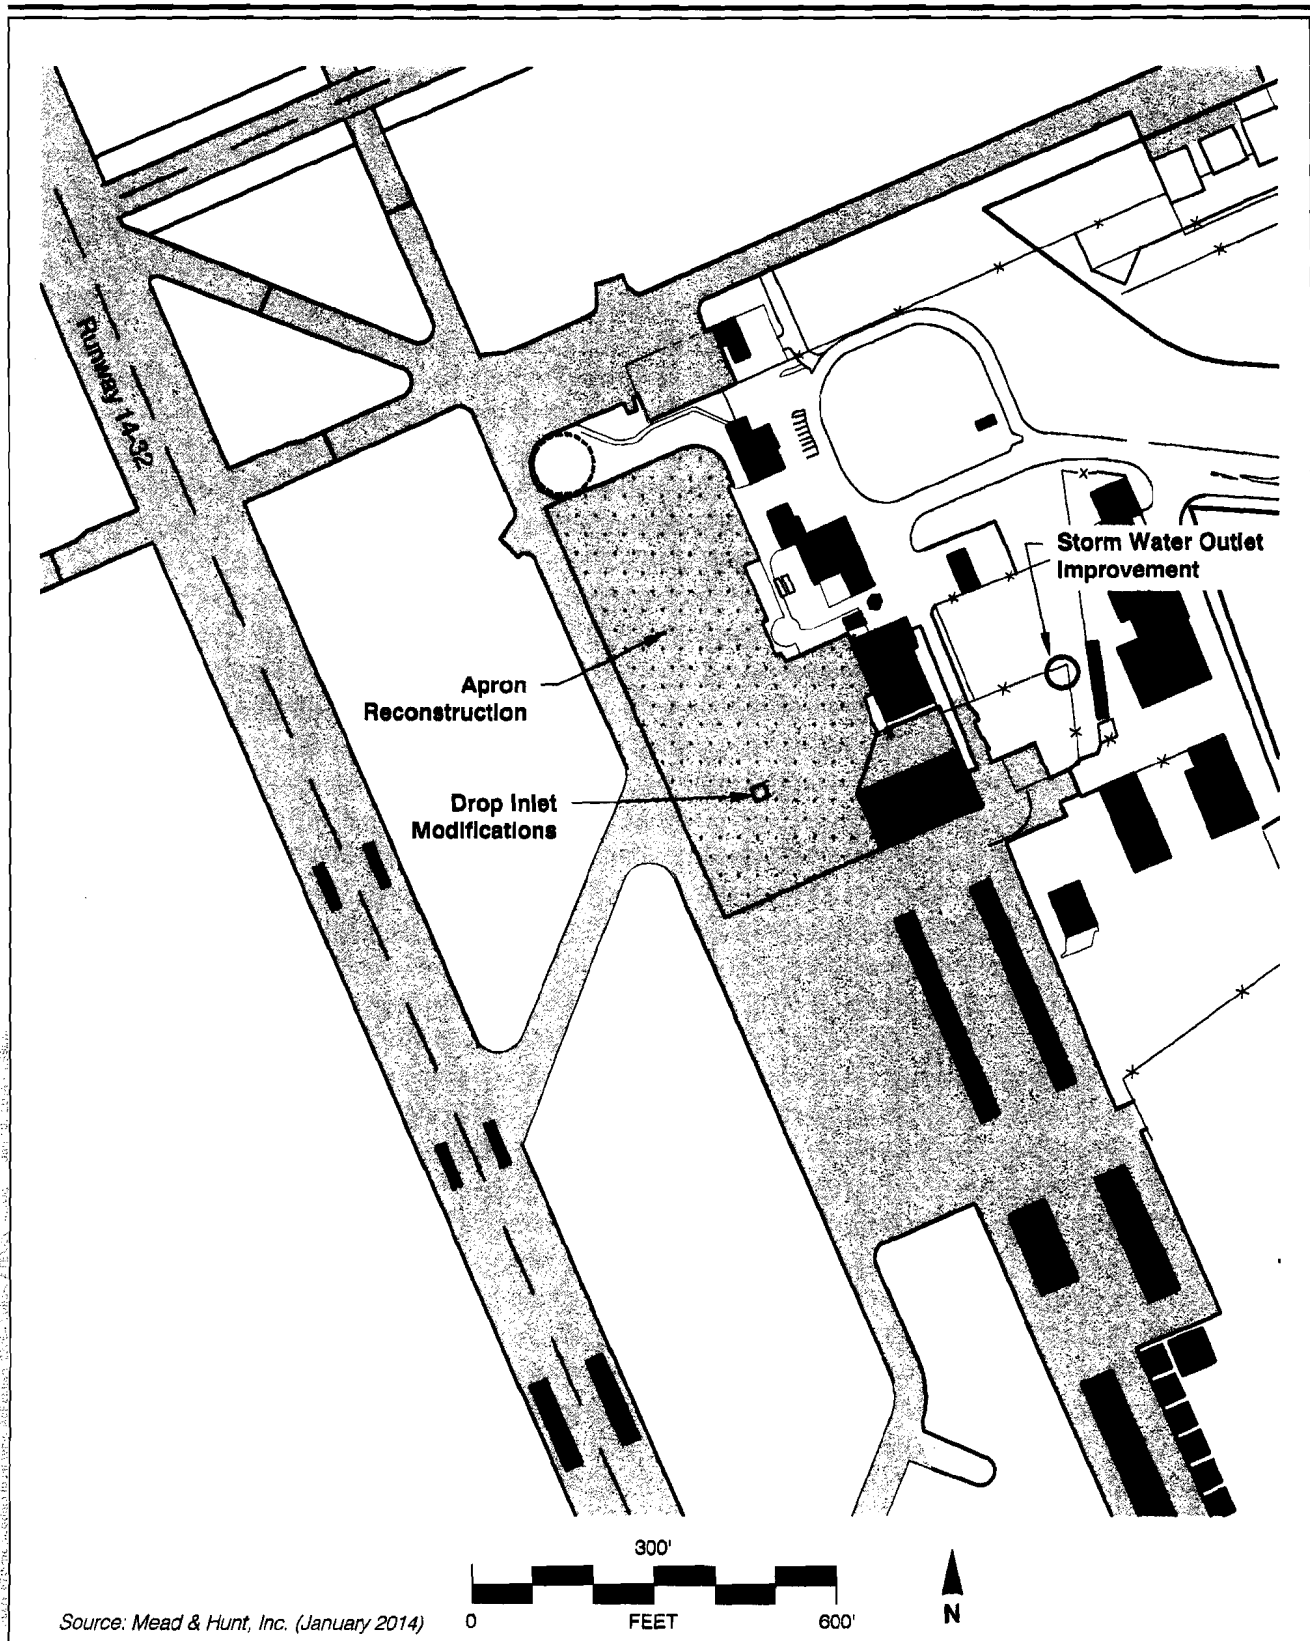 Runway 14-32
Storm Water Outlet
Improvement
Apron
Reconstruction
Drop Inlet
Modifications
300'
0 FEET 600'
N
Source: Mead & Hunt, Inc. (January 2014)